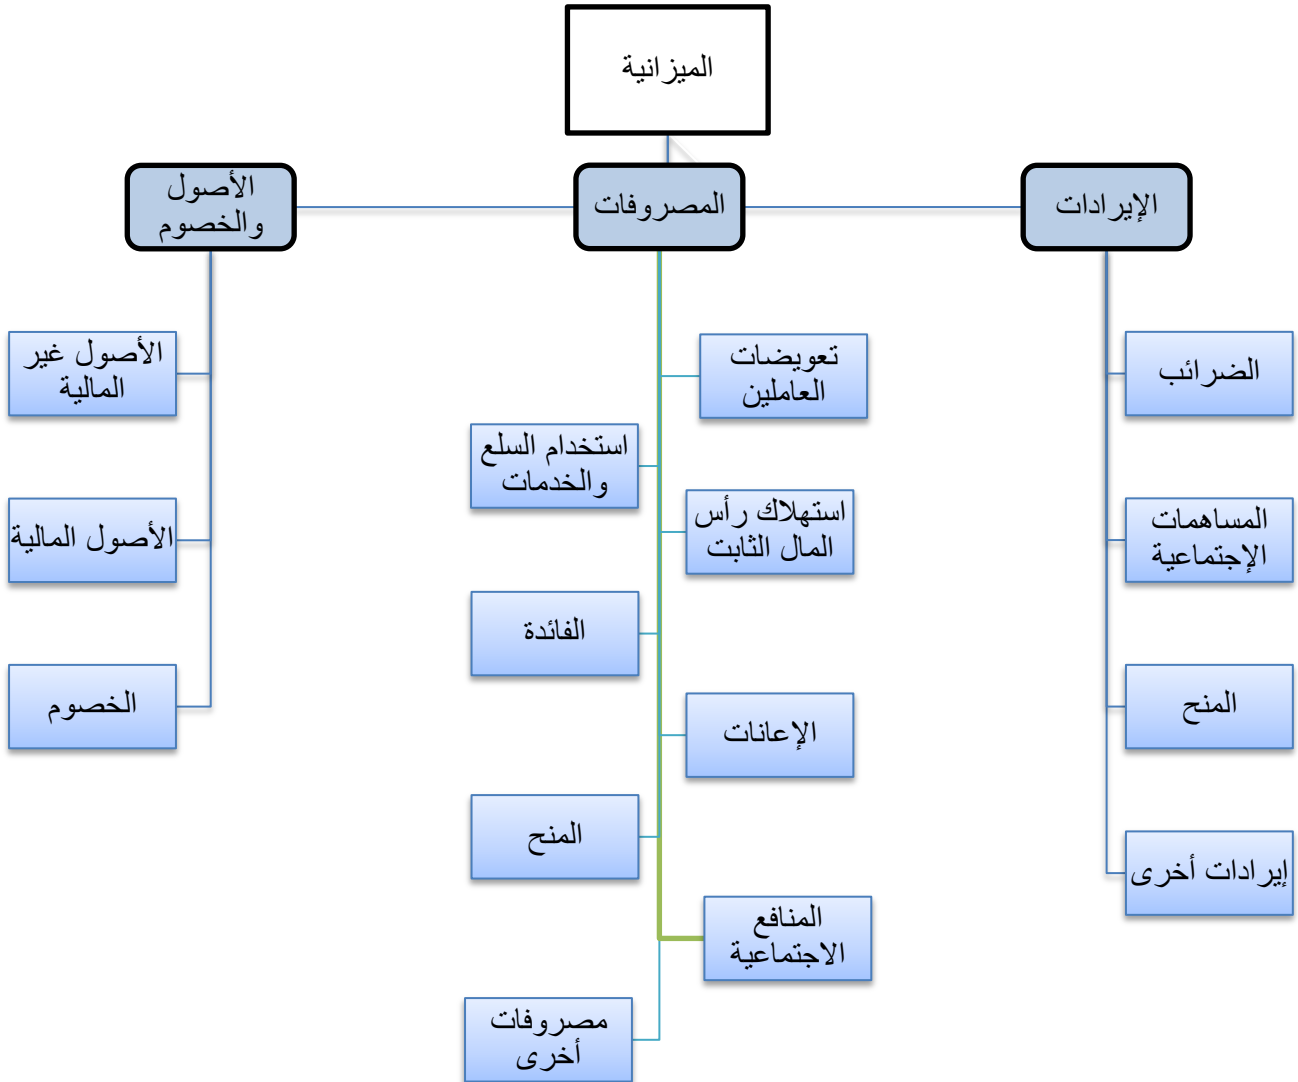 الميزانية
الإيرادات
المصروفات
الأصول
والخصوم
الضرائب
المساهمات
الإجتماعية
المنح
إيرادات أخرى
تعويضات
العاملين
استخدام السلع
والخدمات
استهلاك رأس
المال الثابت
الفائدة
الإعانات
المنح
المنافع
الاجتماعية
مصروفات
أخرى
الأصول غير
المالية
الأصول المالية
الخصوم